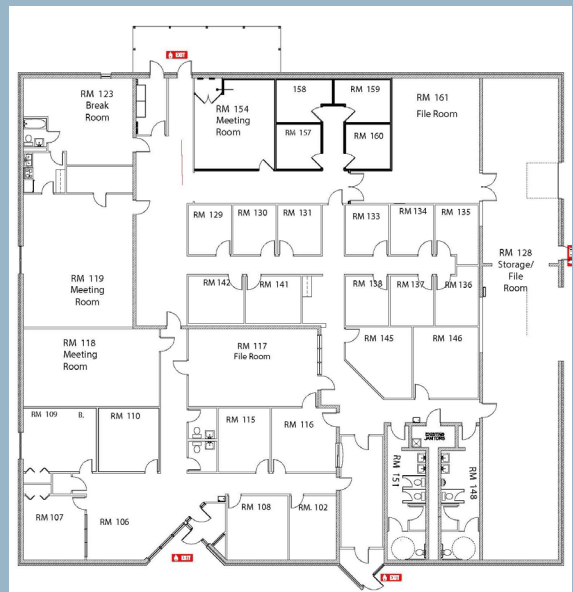 EXIT
RM 123
Break
Room
RM 154
Meeting
Room
158
RM 159
RM 157
RM 160
RM 161
File Room
RM 129
RM 130
RM 131
RM 133
RM 134
RM 135
RM 128
Storage/
File
Room
RM 119
Meeting
Room
RM 142
RM 141
RM 138
RM 137
RM 136
RM 118
Meeting
Room
RM 117
File Room
RM 145
RM 146
RM 109
B.
RM 110
RM 115
RM 116
EXISTING
JANITORS
RM 151
RM 148
RM 107
RM 106
RM 108
RM 102
EXIT
EXIT